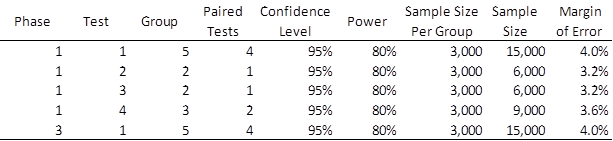 Phase Test Group Paired Tests Confidence Level Power Sample Size Per Group Sample Size Margin of Error
1 1 5 4 95% 80% 3,000 15,000 4.0%
1 2 2 1 95% 80% 3,000 6,000 3.2%
1 3 2 1 95% 80% 3,000 6,000 3.2%
1 4 3 2 95% 80% 3,000 9,000 3.6%
3 1 5 4 95% 80% 3,000 15,000 4.0%